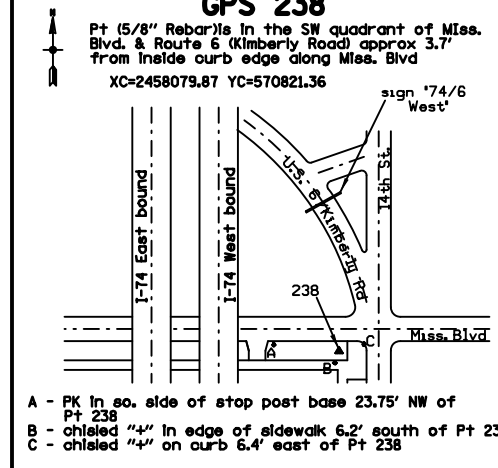 GPS 238
N
Pt (5/8" Rebar)is in the SW quadrant of Miss.
Blvd. & Route 6 (Kimberly Road) approx 3.7'
from inside curb edge along Miss. Blvd
XC=2458079.87 YC=570821.36
sign "74/6
West"
I-74 East bound
I-74 West bound
U.S. 6 Kimberly Rd
14th St.
238
Miss. Blvd
A
B
C
A - PK in so. side of stop post base 23.75' NW of
Pt 238
B - chisled "+" in edge of sidewalk 6.2' south of Pt 23
C - chisled "+" on curb 6.4' east of Pt 238